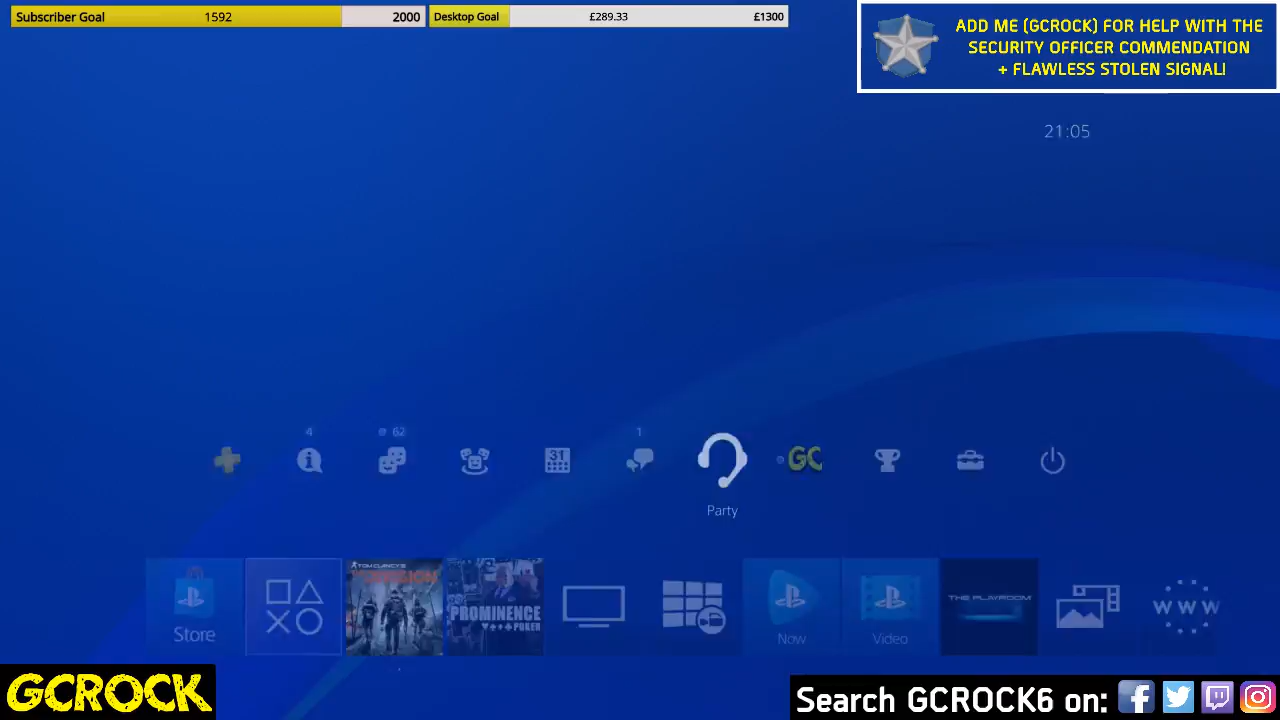 Subscriber Goal 1592 2000
Desktop Goal £289.33 £1300
ADD ME (GCROCK) FOR HELP WITH THE
SECURITY OFFICER COMMENDATION
+ FLAWLESS STOLEN SIGNAL!
21:05
4
62
1
31
GC
Party
Store
TOM CLANCY'S
THE DIVISION
PROMINENCE
POKER
Now
Video
THE PLAYROOM
WWW
GCROCK
Search GCROCK6 on: